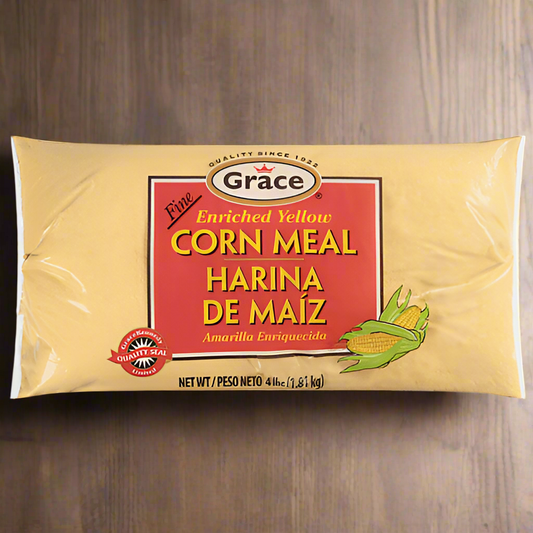 QUALITY SINCE 1922
Grace
®
Fine
Enriched Yellow
CORN MEAL
HARINA
DE MAÍZ
Amarilla Enriquecida
QUALITY SEAL
Limited
NET WT / PESO NETO 4 lbs (1.81 kg)